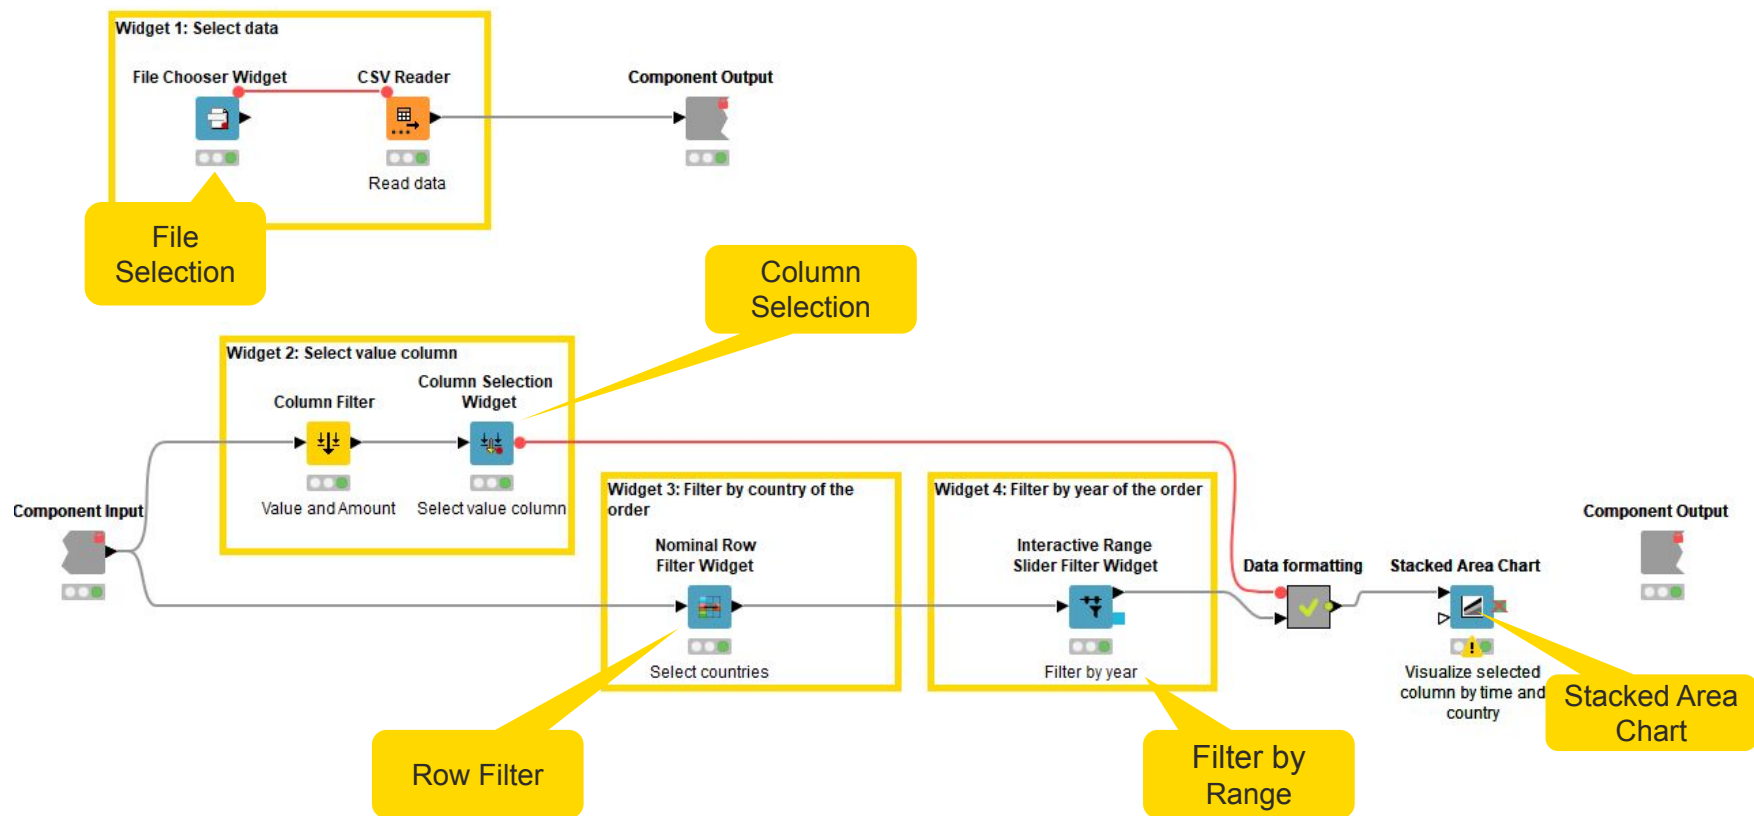 Widget 1: Select data
File Chooser Widget
CSV Reader
Component Output
Read data
File
Selection
Column
Selection
Widget 2: Select value column
Column Filter
Column Selection
Widget
Value and Amount
Select value column
Component Input
Widget 3: Filter by country of the
order
Nominal Row
Filter Widget
Select countries
Widget 4: Filter by year of the order
Interactive Range
Slider Filter Widget
Filter by year
Data formatting
Stacked Area Chart
Component Output
Visualize selected
column by time and
country
Stacked Area
Chart
Row Filter
Filter by
Range